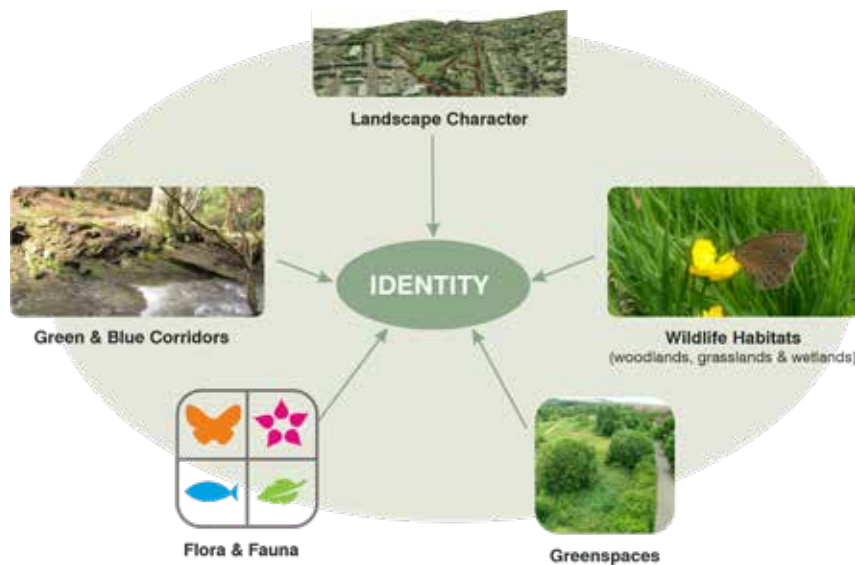 Landscape Character
IDENTITY
Green & Blue Corridors
Wildlife Habitats
(woodlands, grasslands & wetlands)
Flora & Fauna
Greenspaces